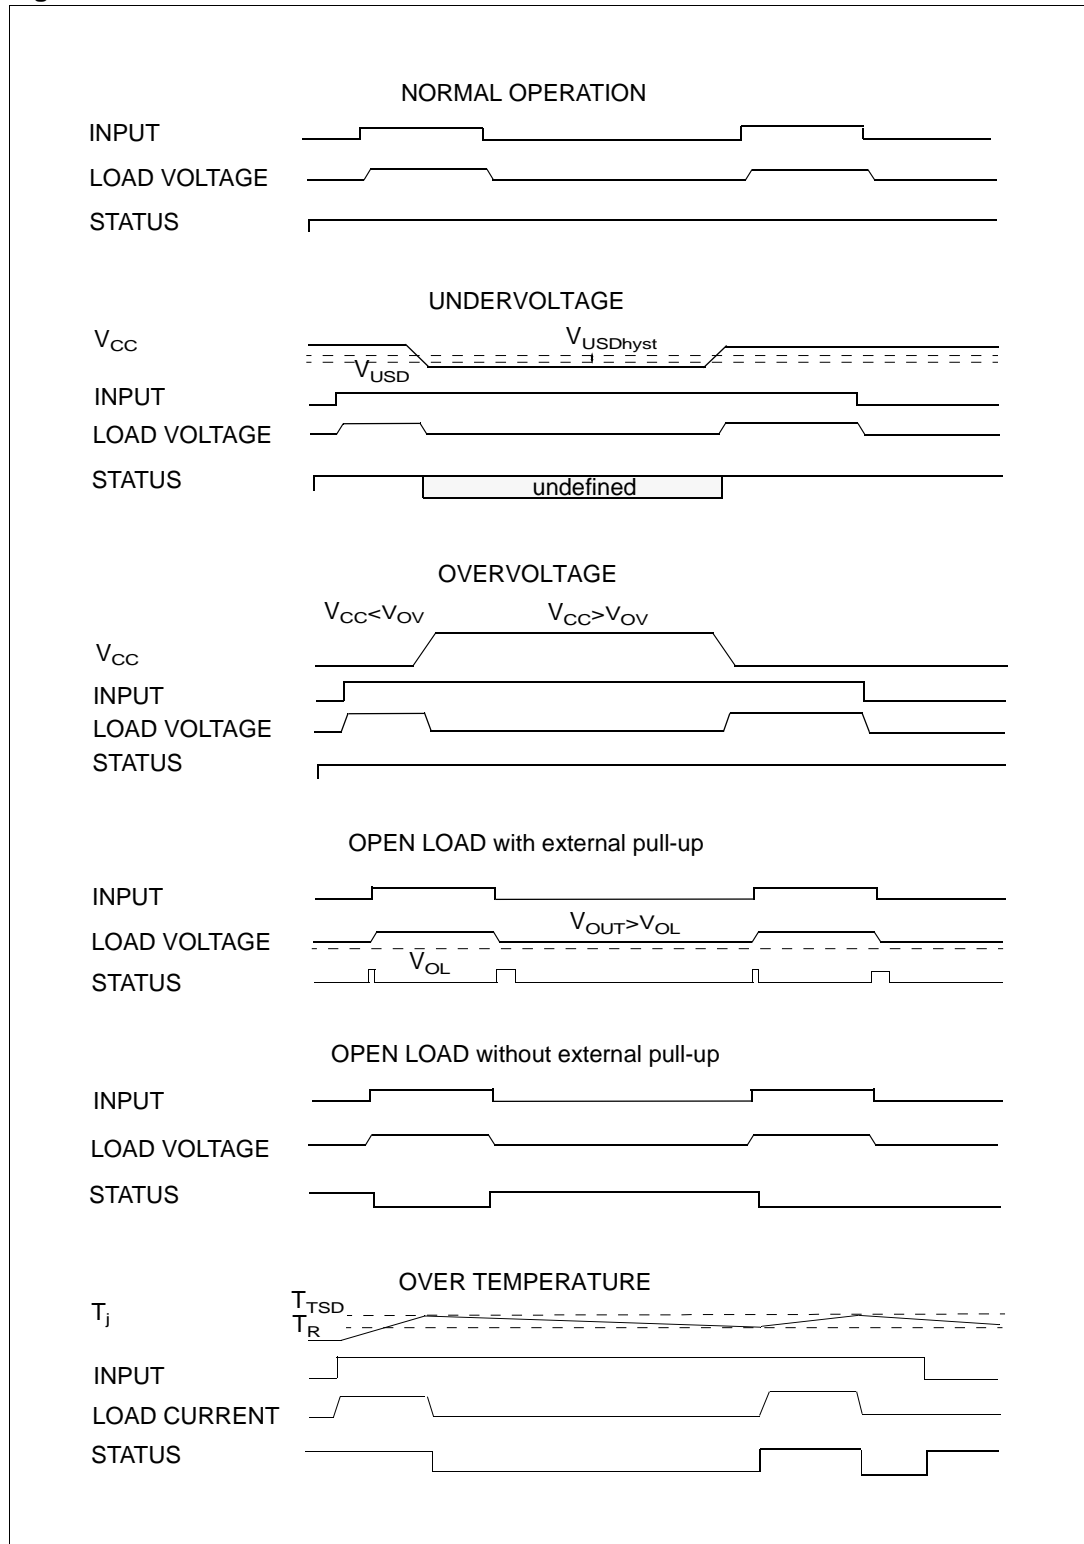 NORMAL OPERATION
INPUT
LOAD VOLTAGE
STATUS
UNDERVOLTAGE
VCC
VUSDhyst
VUSD
INPUT
LOAD VOLTAGE
STATUS
undefined
OVERVOLTAGE
VCC<VOV
VCC>VOV
VCC
INPUT
LOAD VOLTAGE
STATUS
OPEN LOAD with external pull-up
INPUT
VOUT>VOL
LOAD VOLTAGE
VOL
STATUS
OPEN LOAD without external pull-up
INPUT
LOAD VOLTAGE
STATUS
OVER TEMPERATURE
Tj
TTSD
TR
INPUT
LOAD CURRENT
STATUS